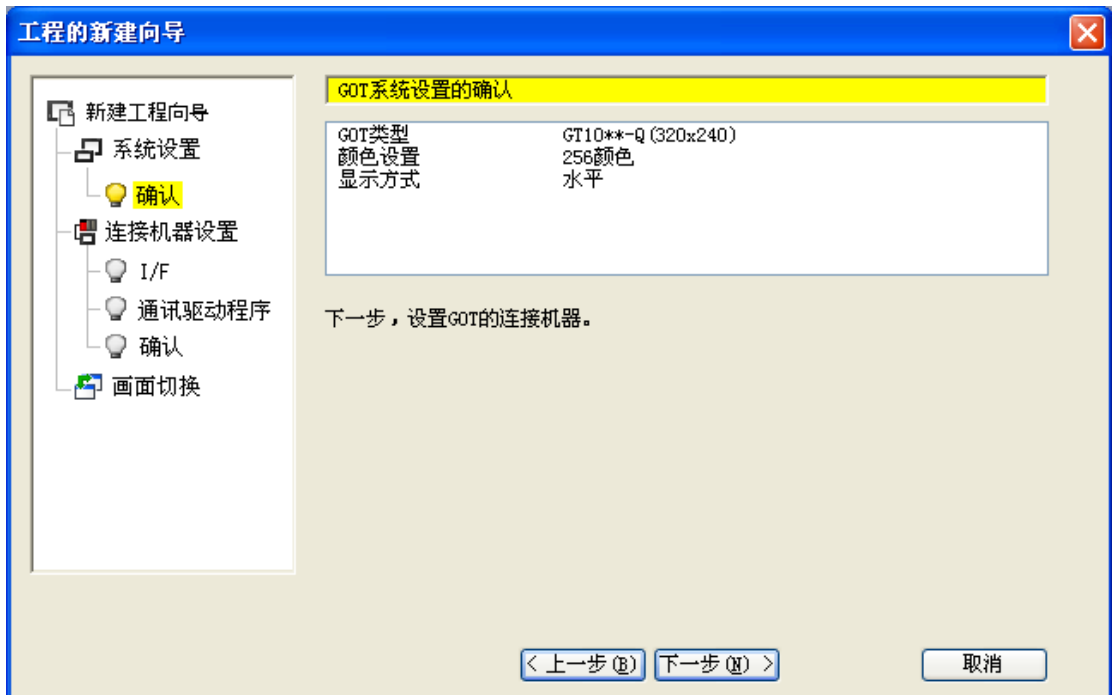 工程的新建向导
新建工程向导
系统设置
确认
连接机器设置
I/F
通讯驱动程序
确认
画面切换
GOT系统设置的确认
GOT类型 GT10**-Q(320x240)
颜色设置 256颜色
显示方式 水平
下一步,设置GOT的连接机器。
< 上一步(B) 下一步(N) > 取消